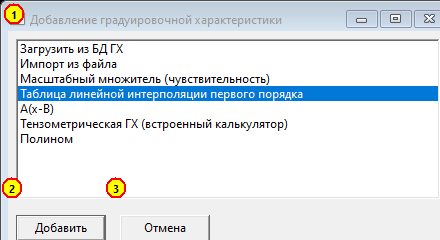 1 Добавление градуировочной характеристики
Загрузить из БД ГХ
Импорт из файла
Масштабный множитель (чувствительность)
Таблица линейной интерполяции первого порядка
A(x-B)
Тензометрическая ГХ (встроенный калькулятор)
Полином
2 3
Добавить Отмена